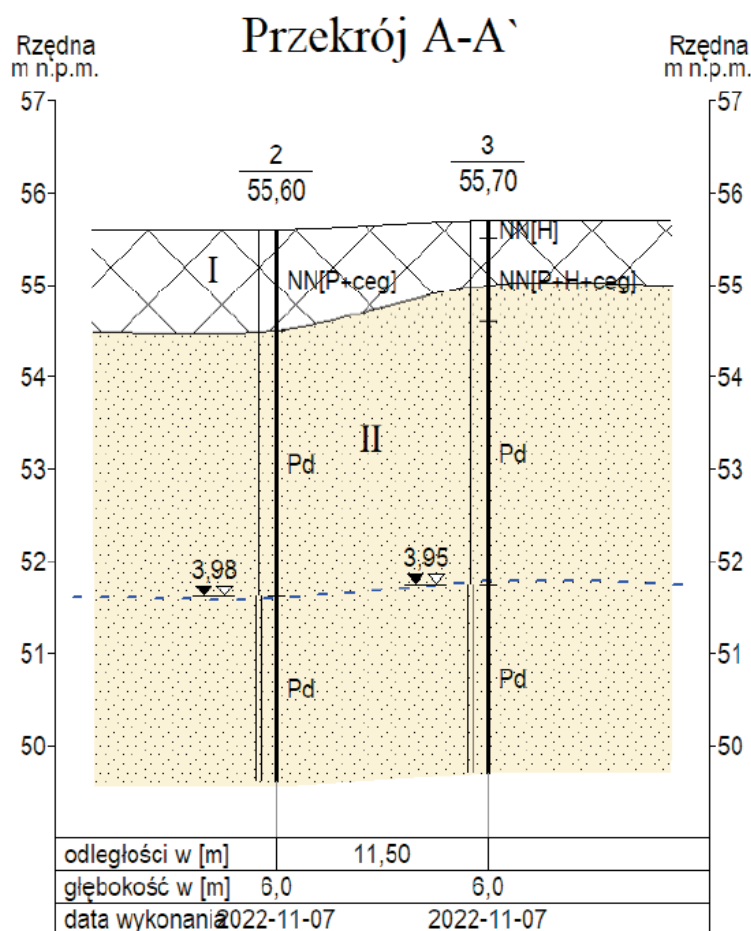 Przekrój A-A`
Rzędna
m n.p.m.
Rzędna
m n.p.m.
57
57
2
3
56
55,60
55,70
56
NN[H]
I
NN[P+ceg]
NN[P+H+ceg]
55
55
54
54
II
Pd
Pd
53
53
52
3,98
3,95
52
51
51
Pd
Pd
50
50
odległości w [m] 11,50
głębokość w [m] 6,0 6,0
data wykonania 2022-11-07 2022-11-07